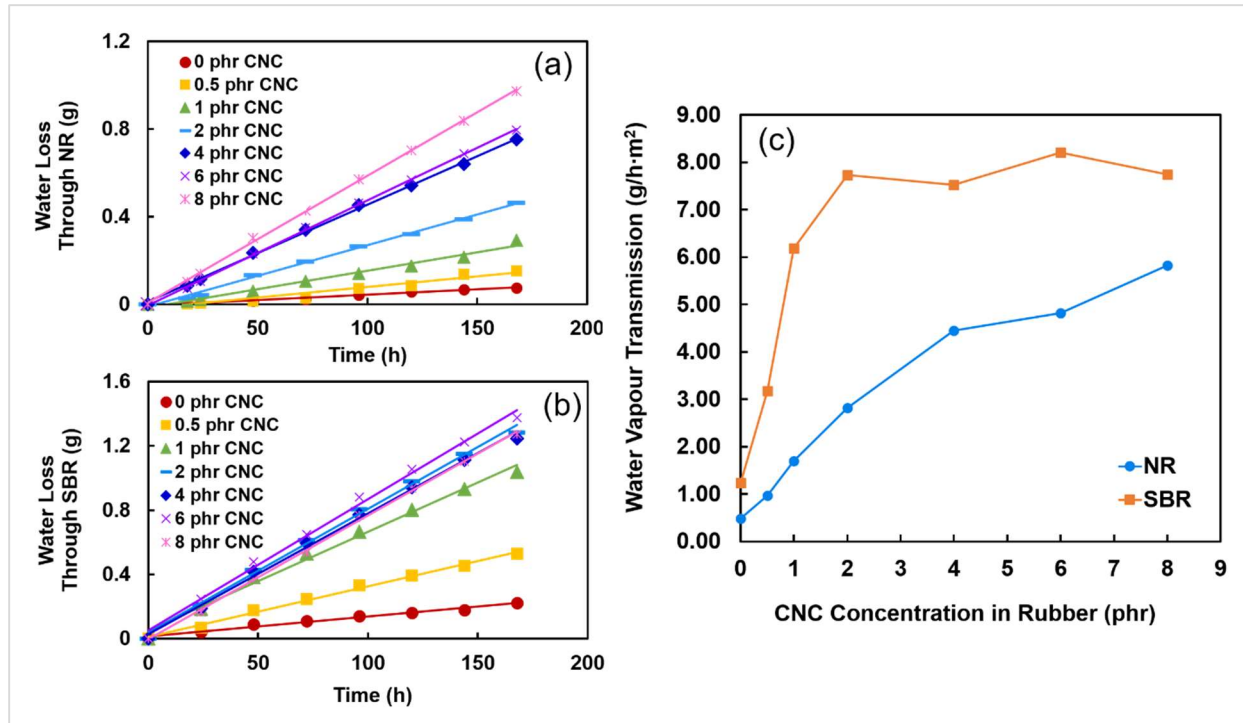 (a)
1.2
0.8
0.4
0
0 phr CNC
0.5 phr CNC
1 phr CNC
2 phr CNC
4 phr CNC
6 phr CNC
8 phr CNC
Water Loss
Through NR (g)
0
50
100
150
200
Time (h)
(b)
1.6
1.2
0.8
0.4
0
0 phr CNC
0.5 phr CNC
1 phr CNC
2 phr CNC
4 phr CNC
6 phr CNC
8 phr CNC
Water Loss
Through SBR (g)
0
50
100
150
200
Time (h)
(c)
9.00
8.00
7.00
6.00
5.00
4.00
3.00
2.00
1.00
0.00
Water Vapour Transmission (g/h·m²)
NR
SBR
0
1
2
3
4
5
6
7
8
9
CNC Concentration in Rubber (phr)